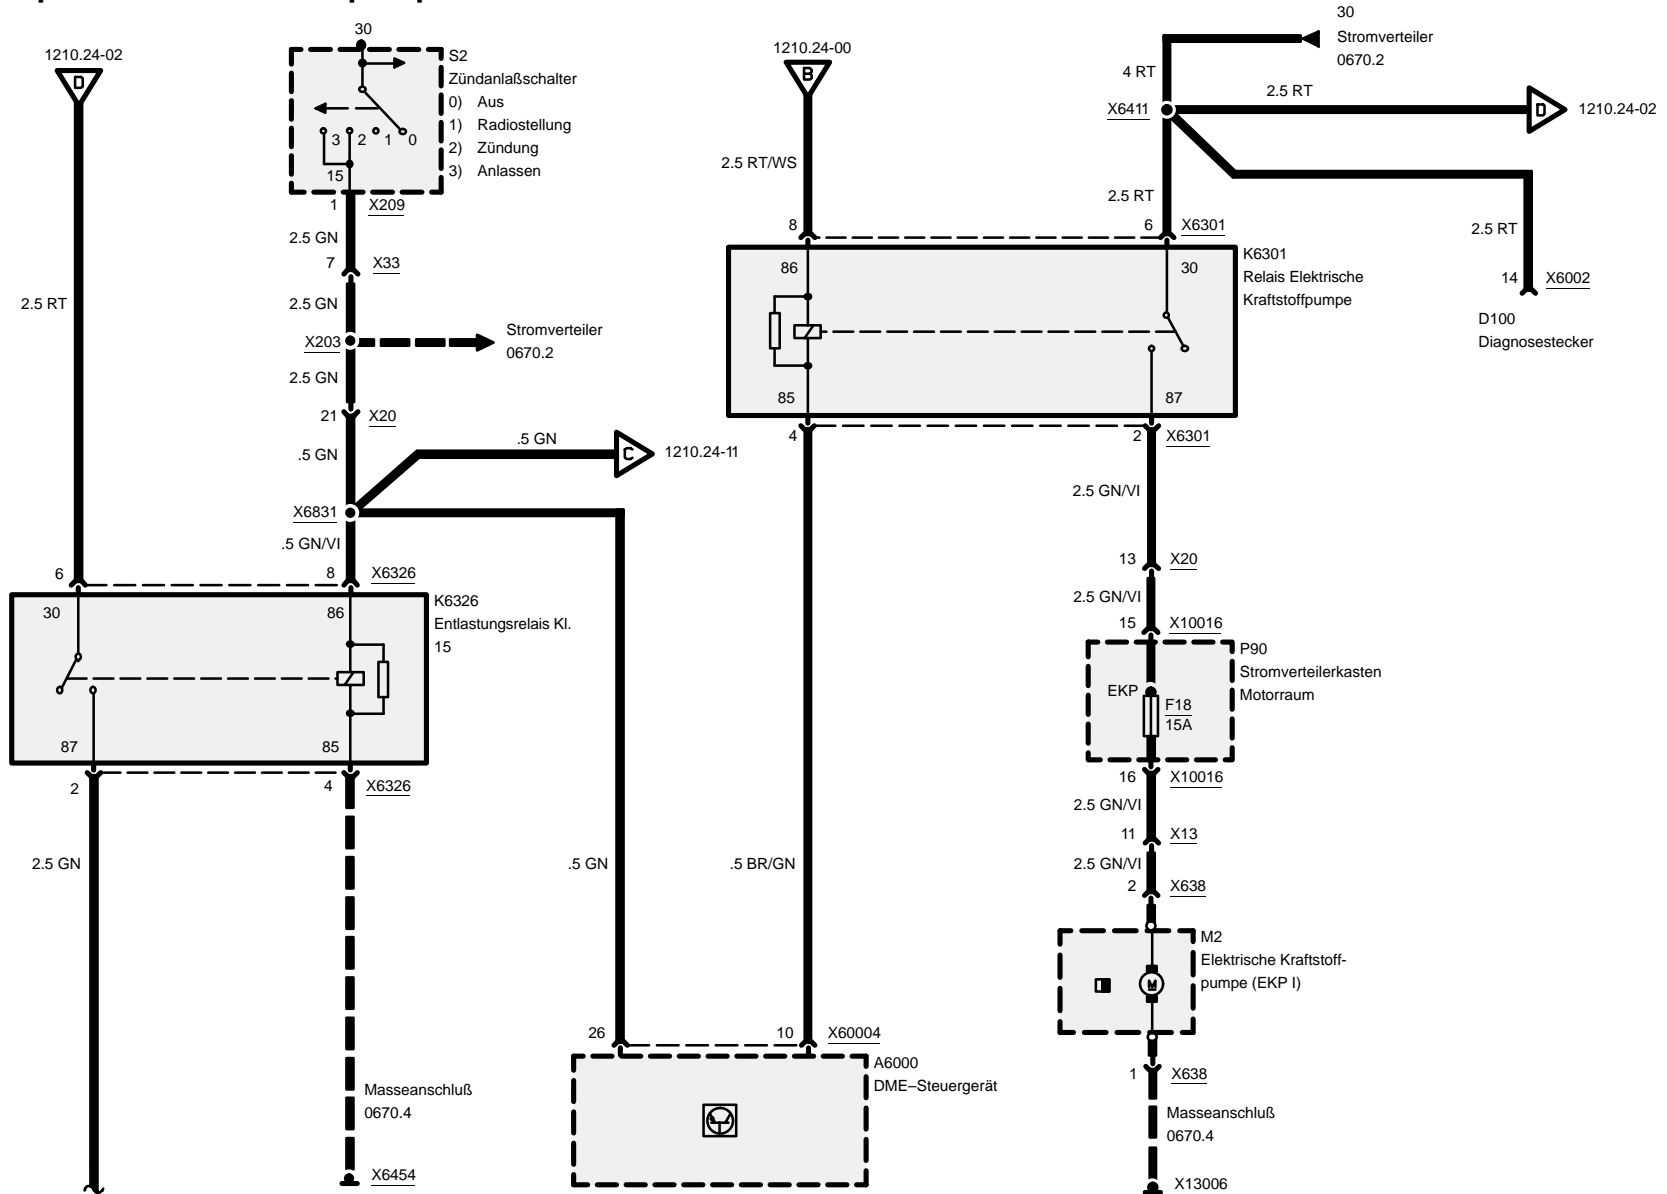 1210.24-02
D
2.5 RT
30
S2
Zündanlaßschalter
0) Aus
1) Radiostellung
2) Zündung
3) Anlassen
3 2 1 0
15
1 X209
2.5 GN
7 X33
2.5 GN
X203
Stromverteiler
0670.2
2.5 GN
21 X20
.5 GN
.5 GN
C
1210.24-11
X6831
.5 GN/VI
6
8 X6326
K6326
Entlastungsrelais Kl.
15
30
86
87
85
2
4 X6326
2.5 GN
Masseanschluß
0670.4
X6454
.5 GN
.5 BR/GN
26
10 X60004
A6000
DME–Steuergerät
1210.24-00
B
2.5 RT/WS
30
Stromverteiler
0670.2
4 RT
X6411
2.5 RT
D
1210.24-02
2.5 RT
2.5 RT
14 X6002
D100
Diagnosestecker
8
6 X6301
K6301
Relais Elektrische
Kraftstoffpumpe
86
30
85
87
4
2 X6301
2.5 GN/VI
13 X20
2.5 GN/VI
15 X10016
P90
Stromverteilerkasten
Motorraum
EKP
F18
15A
16 X10016
2.5 GN/VI
11 X13
2.5 GN/VI
2 X638
M2
Elektrische Kraftstoff-
pumpe (EKP I)
M
1 X638
Masseanschluß
0670.4
X13006